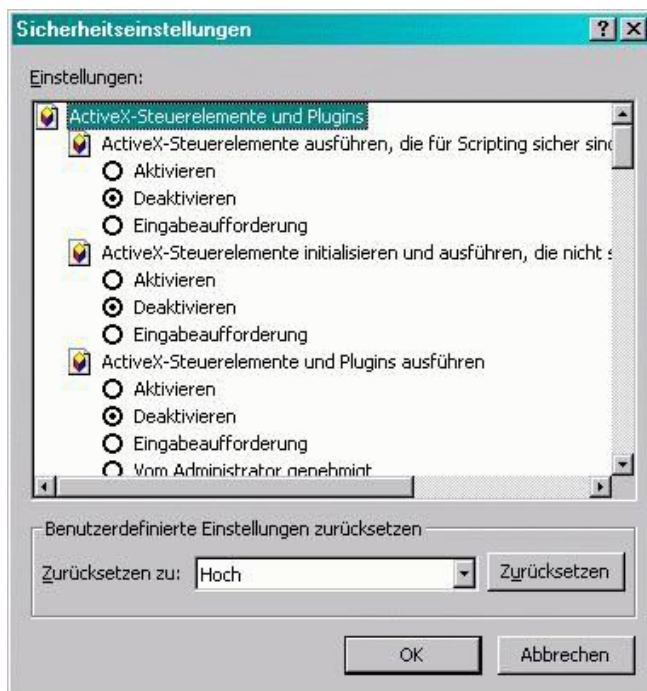 Sicherheitseinstellungen
Einstellungen:
ActiveX-Steuerelemente und Plugins
ActiveX-Steuerelemente ausführen, die für Scripting sicher sind
Aktivieren
Deaktivieren
Eingabeaufforderung
ActiveX-Steuerelemente initialisieren und ausführen, die nicht s
Aktivieren
Deaktivieren
Eingabeaufforderung
ActiveX-Steuerelemente und Plugins ausführen
Aktivieren
Deaktivieren
Eingabeaufforderung
Vom Administrator genehmigt
Benutzerdefinierte Einstellungen zurücksetzen
Zurücksetzen zu: Hoch Zurücksetzen
OK Abbrechen